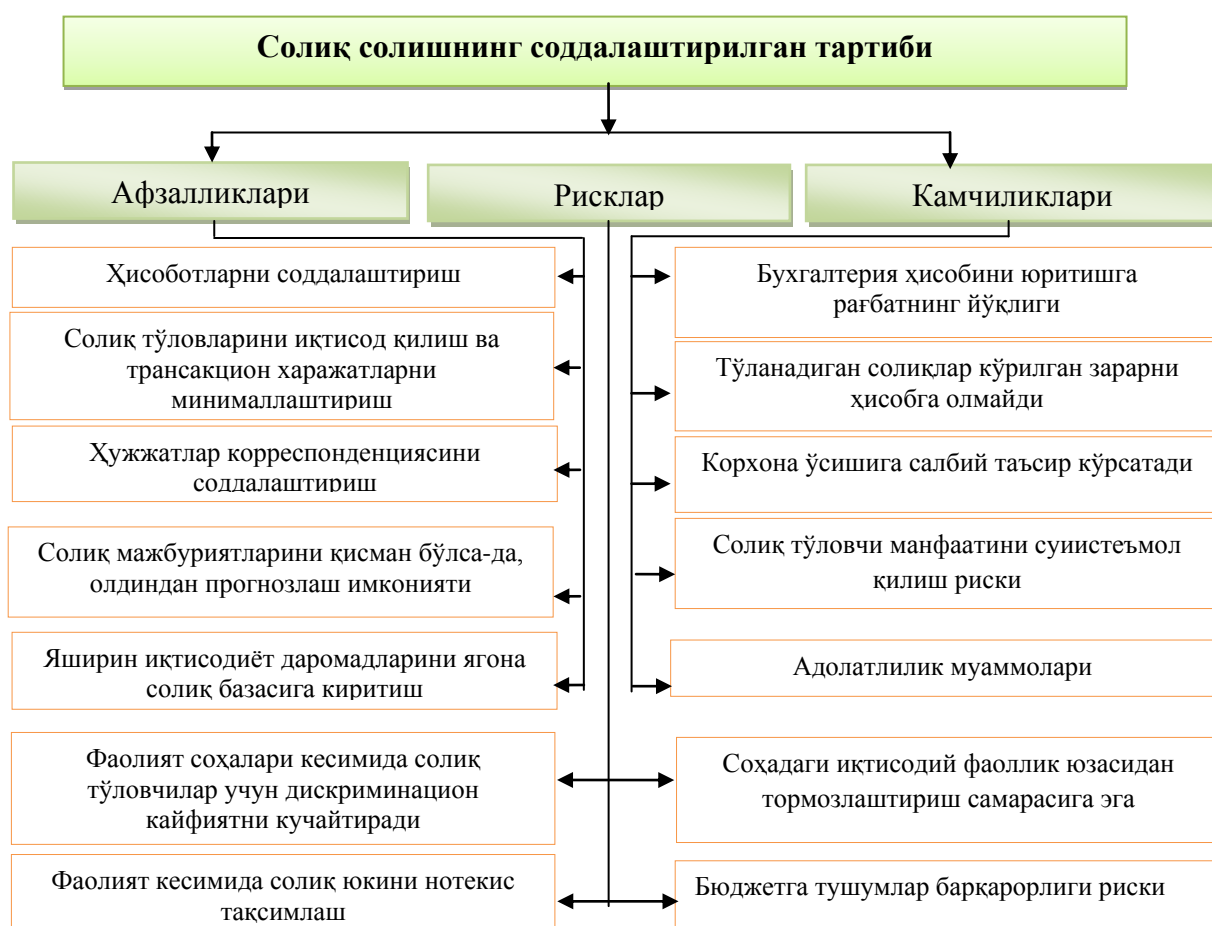 Солиқ солишнинг соддалаштирилган тартиби
Афзалликлари
Рисклар
Камчиликлари
Ҳисоботларни соддалаштириш
Солиқ тўловларини иқтисод қилиш ва
трансакцион харажатларни
минималлаштириш
Ҳужжатлар корреспонденциясини
соддалаштириш
Солиқ мажбуриятларини қисман бўлса-да,
олдиндан прогнозлаш имконияти
Яширин иқтисодиёт даромадларини ягона
солиқ базасига киритиш
Бухгалтерия ҳисобини юритишга
рағбатнинг йўқлиги
Тўланадиган солиқлар кўрилган зарарни
ҳисобга олмайди
Корхона ўсишига салбий таъсир кўрсатади
Солиқ тўловчи манфаатини суиистеъмол
қилиш риски
Адолатлилик муаммолари
Фаолият соҳалари кесимида солиқ
тўловчилар учун дискриминацион
кайфиятни кучайтиради
Соҳадаги иқтисодий фаоллик юзасидан
тормозлаштириш самарасига эга
Фаолият кесимида солиқ юкини нотекис
тақсимлаш
Бюджетга тушумлар барқарорлиги риски